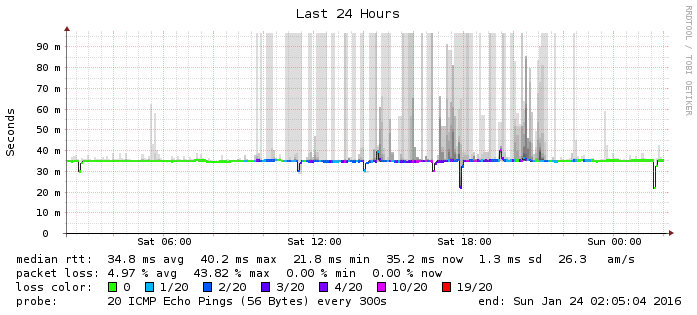 Last 24 Hours
RRDTOOL / TOBI OETIKER
Seconds
90 m
80 m
70 m
60 m
50 m
40 m
30 m
20 m
10 m
0
Sat 06:00 Sat 12:00 Sat 18:00 Sun 00:00
median rtt: 34.8 ms avg 40.2 ms max 21.8 ms min 35.2 ms now 1.3 ms sd 26.3 am/s
packet loss: 4.97 % avg 43.82 % max 0.00 % min 0.00 % now
loss color: 0 1/20 2/20 3/20 4/20 10/20 19/20
probe: 20 ICMP Echo Pings (56 Bytes) every 300s end: Sun Jan 24 02:05:04 2016